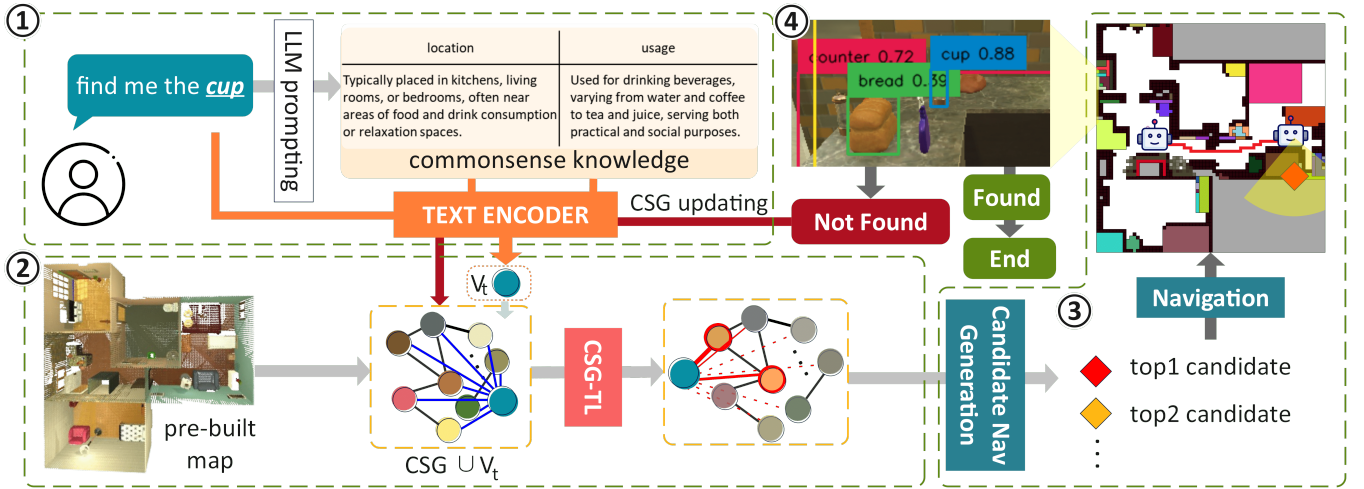 ①
find me the cup
LLM prompting
location
usage
Typically placed in kitchens, living
rooms, or bedrooms, often near
areas of food and drink consumption
or relaxation spaces.
Used for drinking beverages,
varying from water and coffee
to tea and juice, serving both
practical and social purposes.
commonsense knowledge
TEXT ENCODER
CSG updating
④
counter 0.72
cup 0.88
bread 0.39
Not Found
Found
End
②
pre-built
map
Vt
CSG ∪ Vt
CSG-TL
Candidate Nav
Generation
③
Navigation
top1 candidate
top2 candidate